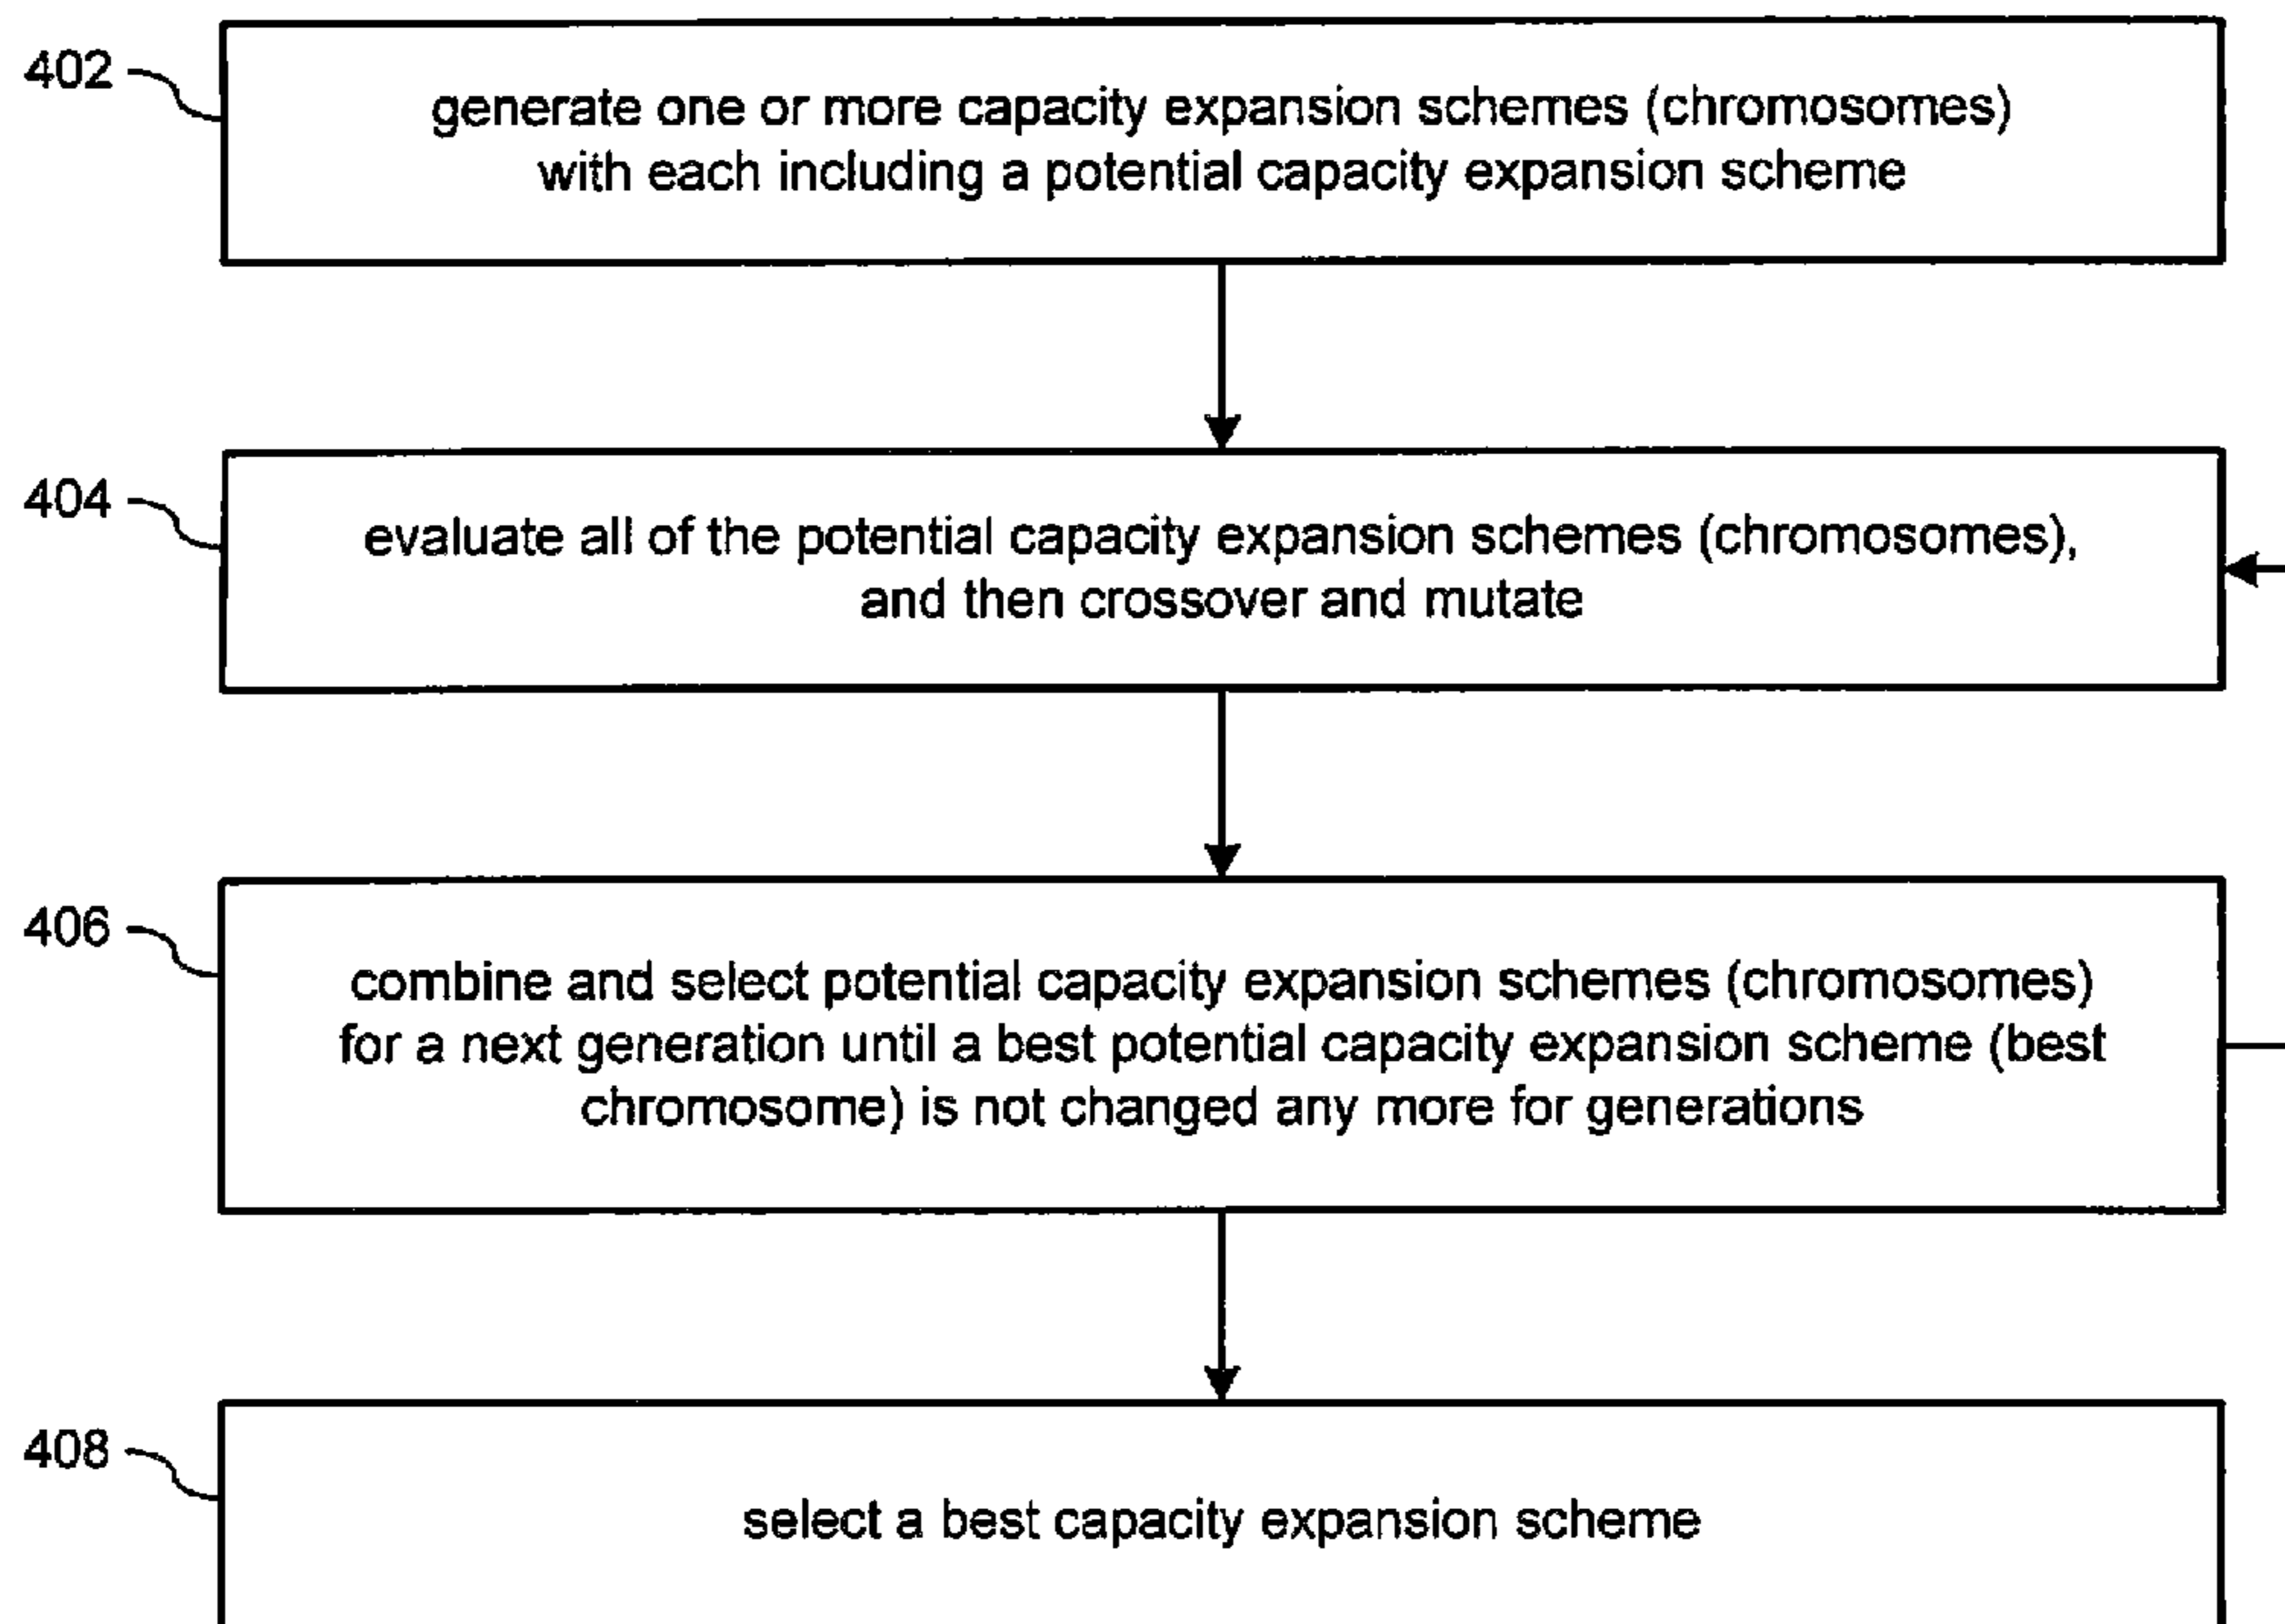 402
generate one or more capacity expansion schemes (chromosomes)
with each including a potential capacity expansion scheme
404
evaluate all of the potential capacity expansion schemes (chromosomes),
and then crossover and mutate
406
combine and select potential capacity expansion schemes (chromosomes)
for a next generation until a best potential capacity expansion scheme (best
chromosome) is not changed any more for generations
408
select a best capacity expansion scheme